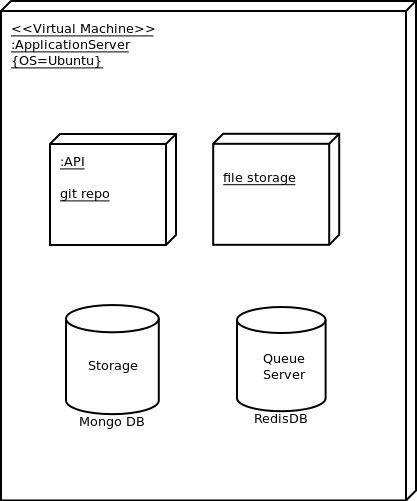 <<Virtual Machine>>
:ApplicationServer
{OS=Ubuntu}
:API
git repo
file storage
Storage
Mongo DB
Queue
Server
RedisDB